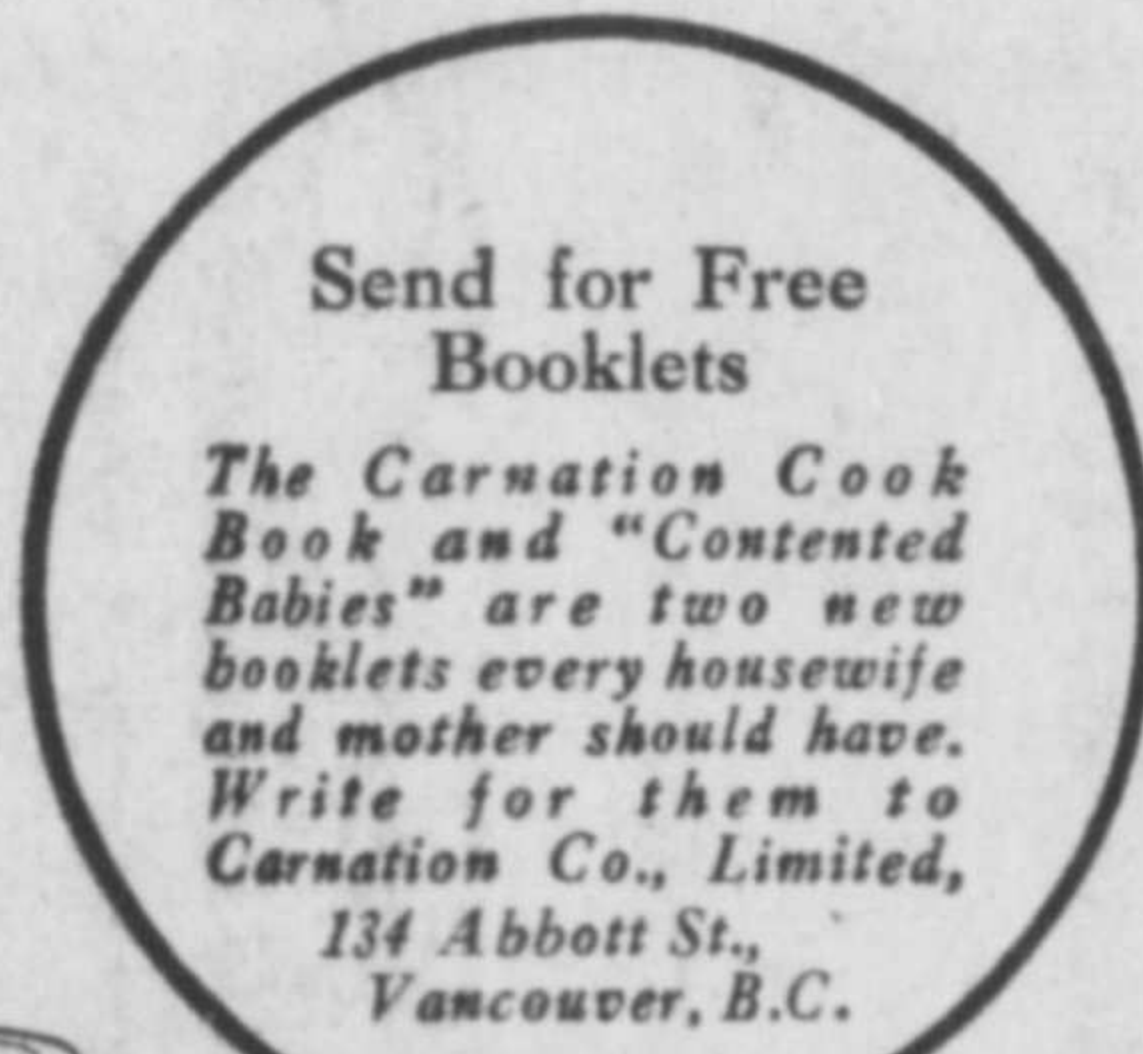 Send for Free
Booklets
The Carnation Cook
Book and "Contented
Babies" are two new
booklets every housewife
and mother should have.
Write for them to
Carnation Co., Limited,
134 Abbott St.,
Vancouver, B.C.